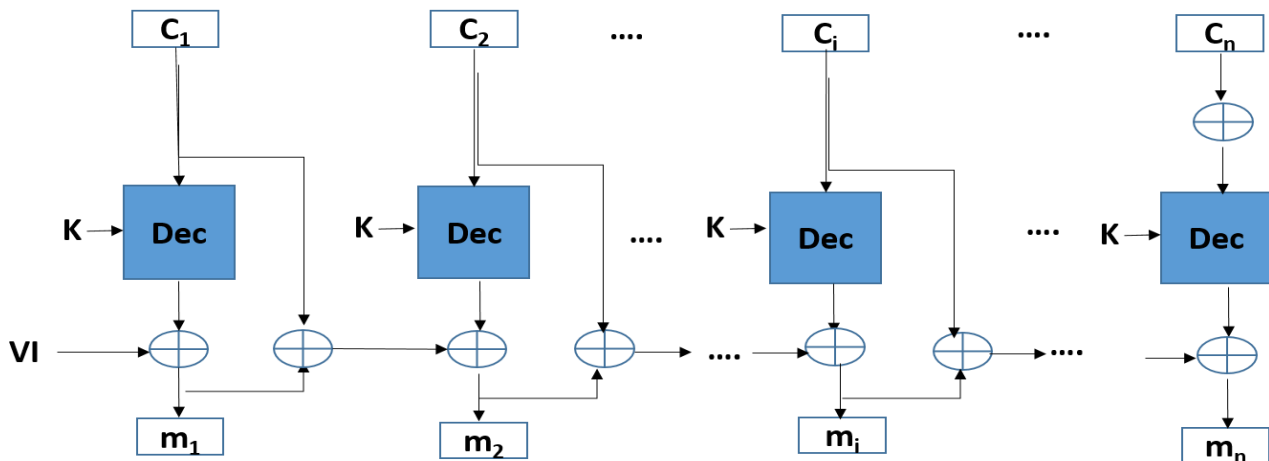 C₁ C₂ .... Cᵢ .... Cₙ
K Dec K Dec .... K Dec .... K Dec
VI .... ....
m₁ m₂ mᵢ mₙ